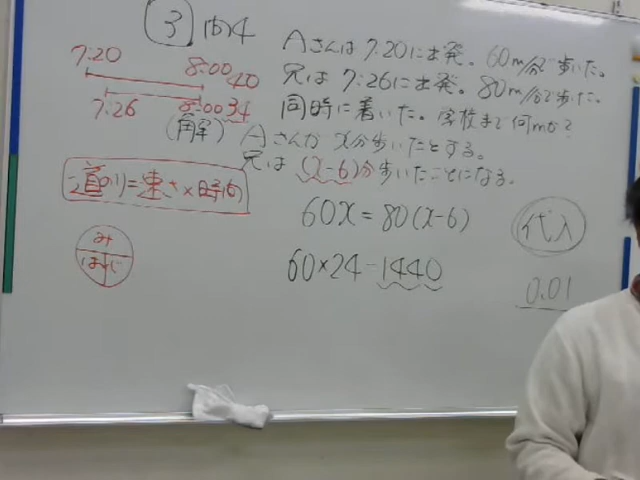 3 問4
Aさんは7:20に出発。60m/分で歩いた。
兄は7:26に出発。80m/分で歩いた。
同時に着いた。学校まで何mか?
7:20 8:00 40
7:26 8:00 34
(解) Aさんが x分歩いたとする。
兄は (x-6)分歩いたことになる。
道のり=速さ×時間
60x=80(x-6)
代入
み
は じ
60×24=1440
0.01